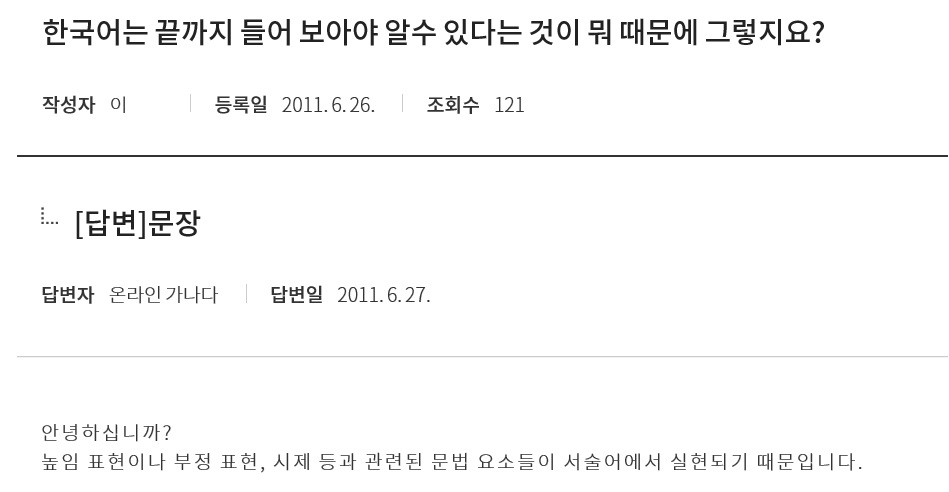 한국어는 끝까지 들어 보아야 알수 있다는 것이 뭐 때문에 그렇지요?
작성자 이 등록일 2011. 6. 26. 조회수 121
[답변]문장
답변자 온라인 가나다 답변일 2011. 6. 27.
안녕하십니까?
높임 표현이나 부정 표현, 시제 등과 관련된 문법 요소들이 서술어에서 실현되기 때문입니다.